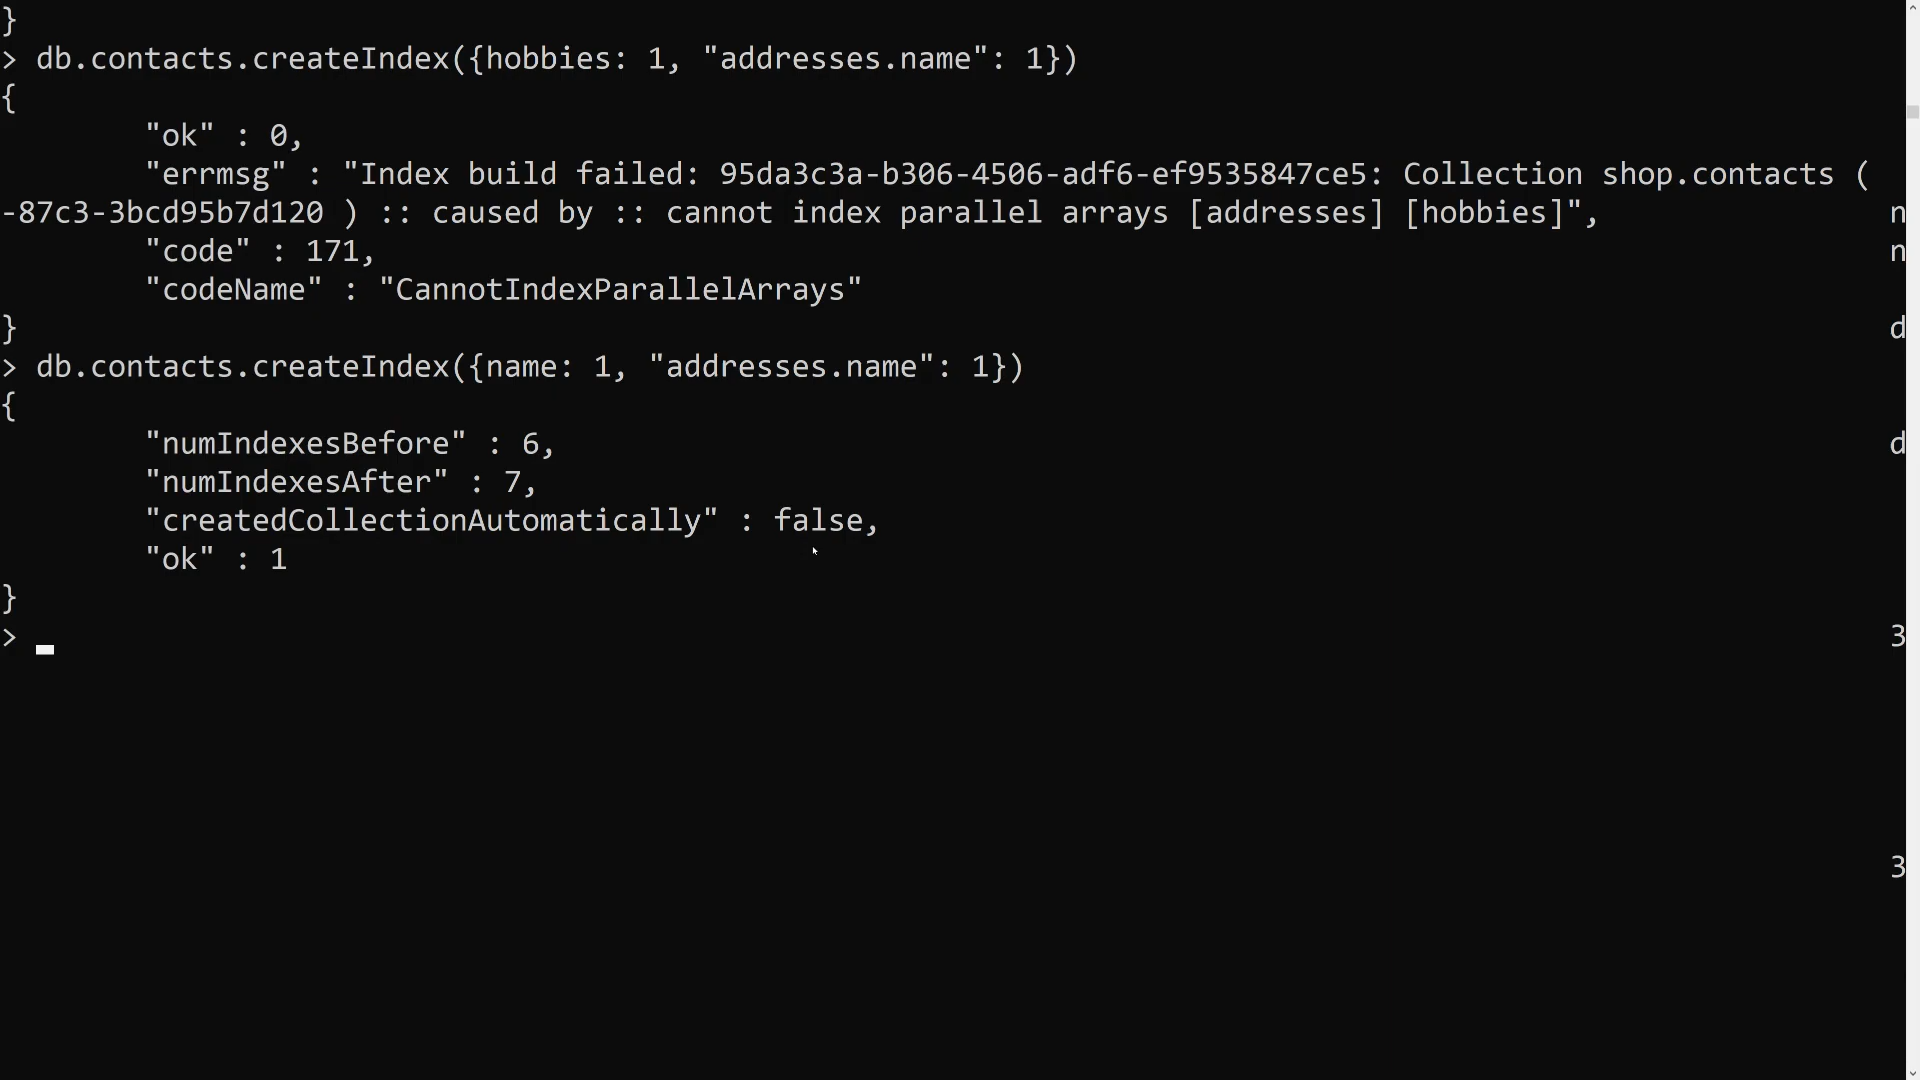 }
> db.contacts.createIndex({hobbies: 1, "addresses.name": 1})
{
        "ok" : 0,
        "errmsg" : "Index build failed: 95da3c3a-b306-4506-adf6-ef9535847ce5: Collection shop.contacts (
-87c3-3bcd95b7d120 ) :: caused by :: cannot index parallel arrays [addresses] [hobbies]", n
        "code" : 171, n
        "codeName" : "CannotIndexParallelArrays"
} d
> db.contacts.createIndex({name: 1, "addresses.name": 1})
{
        "numIndexesBefore" : 6, d
        "numIndexesAfter" : 7,
        "createdCollectionAutomatically" : false,
        "ok" : 1
}
> 3
3